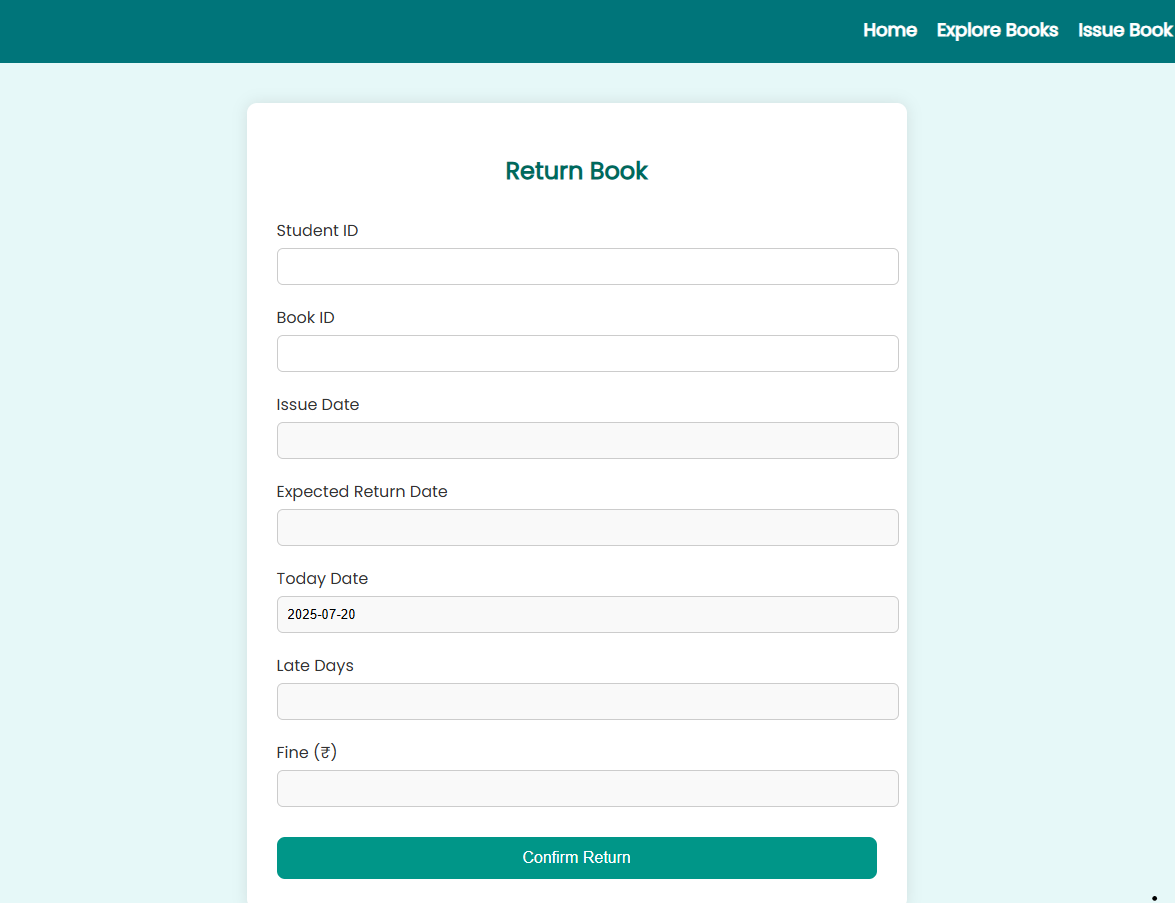 Home Explore Books Issue Book
Return Book
Student ID
Book ID
Issue Date
Expected Return Date
Today Date
2025-07-20
Late Days
Fine (₹)
Confirm Return